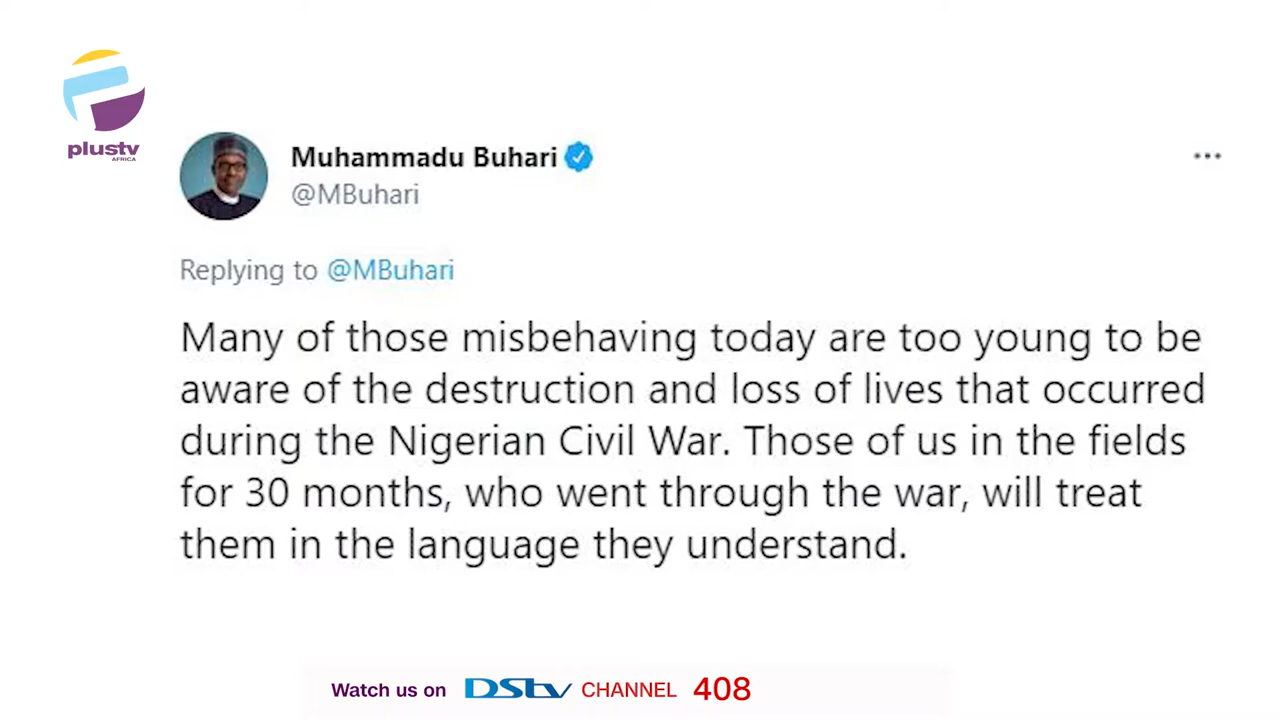 plustv
AFRICA
Muhammadu Buhari
@MBuhari
Replying to @MBuhari
Many of those misbehaving today are too young to be
aware of the destruction and loss of lives that occurred
during the Nigerian Civil War. Those of us in the fields
for 30 months, who went through the war, will treat
them in the language they understand.
Watch us on DStv CHANNEL 408